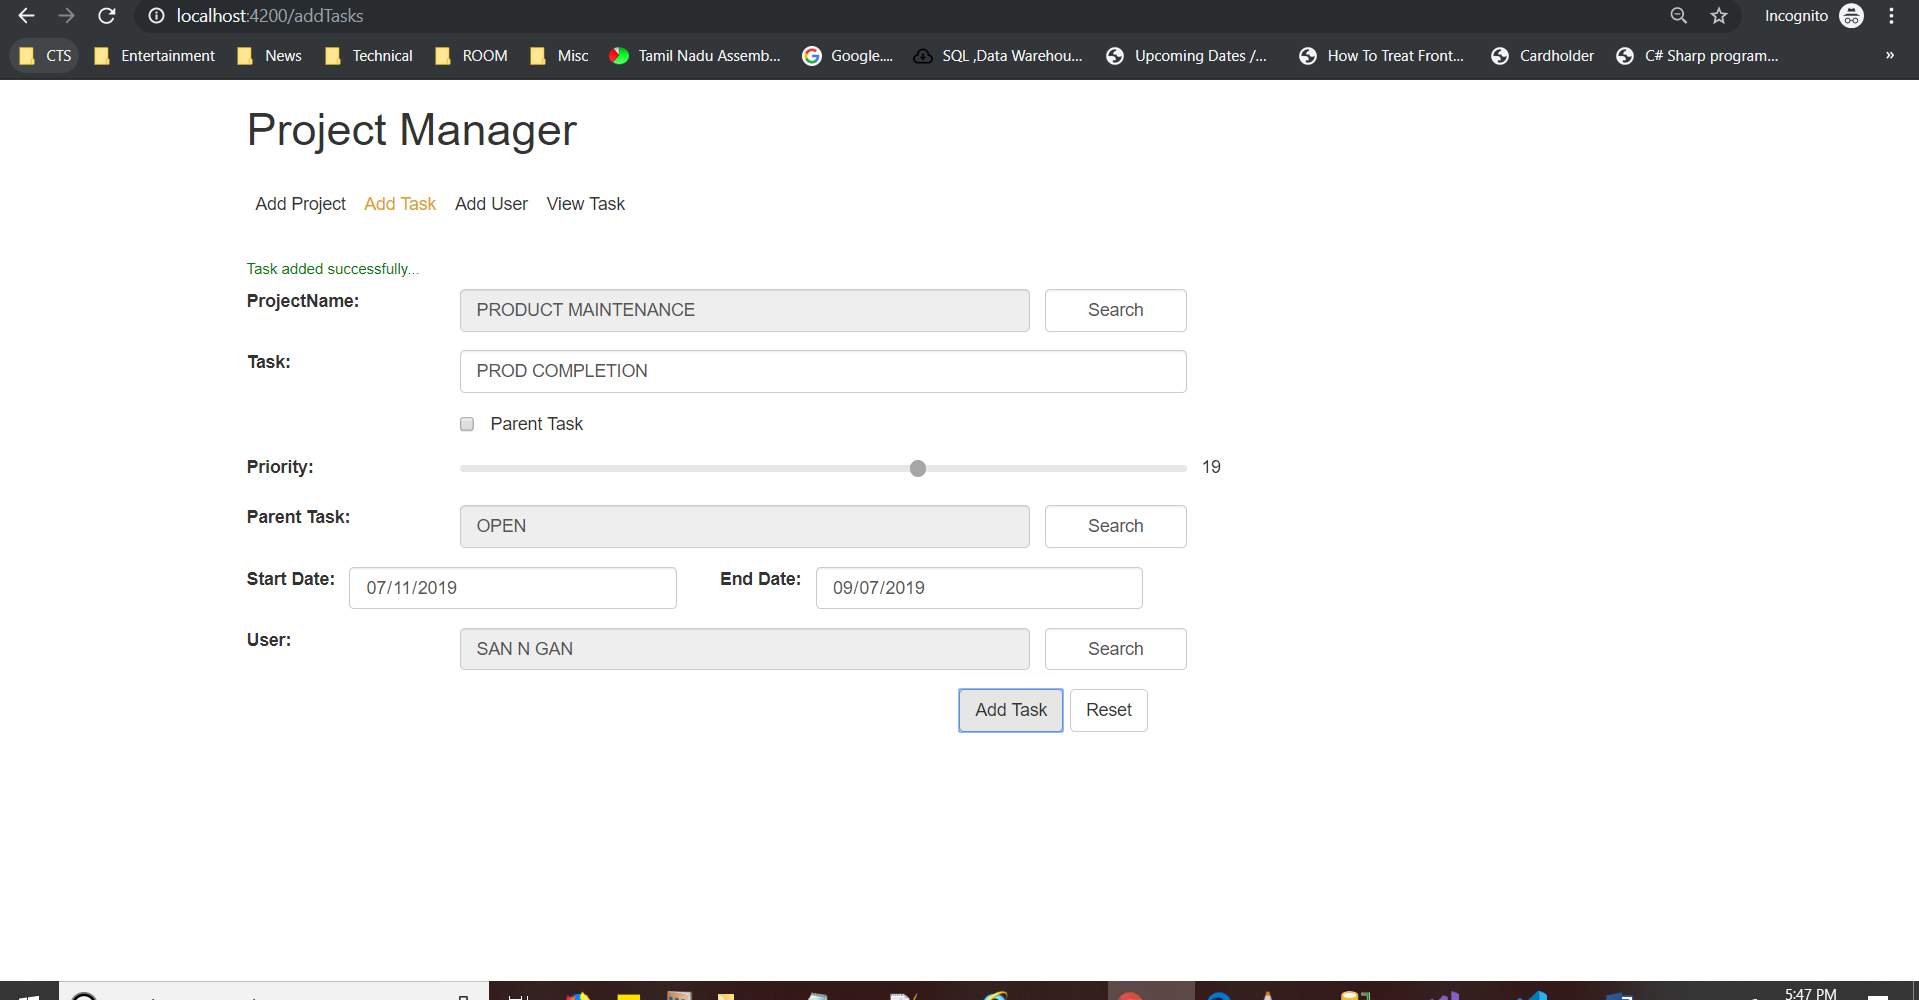 localhost:4200/addTasks
Incognito
CTS Entertainment News Technical ROOM Misc Tamil Nadu Assemb... Google.... SQL ,Data Warehou... Upcoming Dates /... How To Treat Front... Cardholder C# Sharp program... »
Project Manager
Add Project Add Task Add User View Task
Task added successfully...
ProjectName: PRODUCT MAINTENANCE Search
Task: PROD COMPLETION
Parent Task
Priority: 19
Parent Task: OPEN Search
Start Date: 07/11/2019 End Date: 09/07/2019
User: SAN N GAN Search
Add Task Reset
5:47 PM